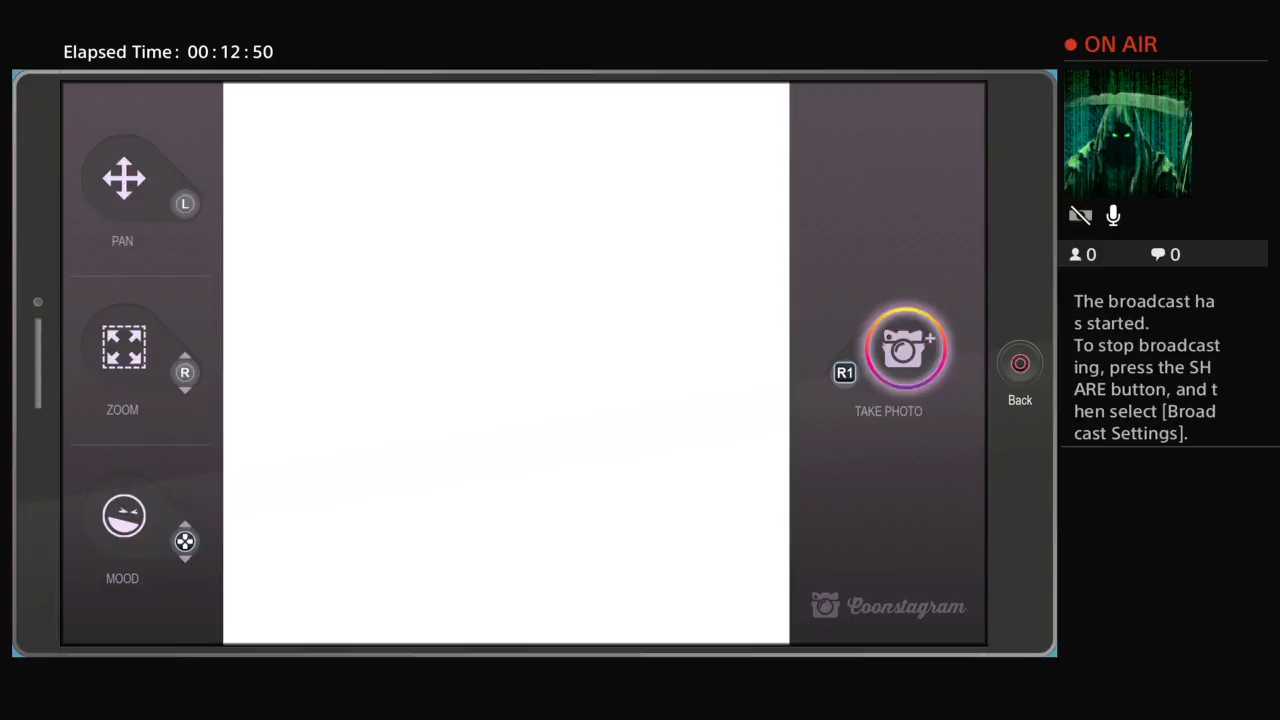 Elapsed Time: 00:12:50
ON AIR
L
PAN
0
0
The broadcast ha
s started.
To stop broadcast
ing, press the SH
ARE button, and t
hen select [Broad
cast Settings].
R
ZOOM
R1
TAKE PHOTO
Back
MOOD
Coonstagram